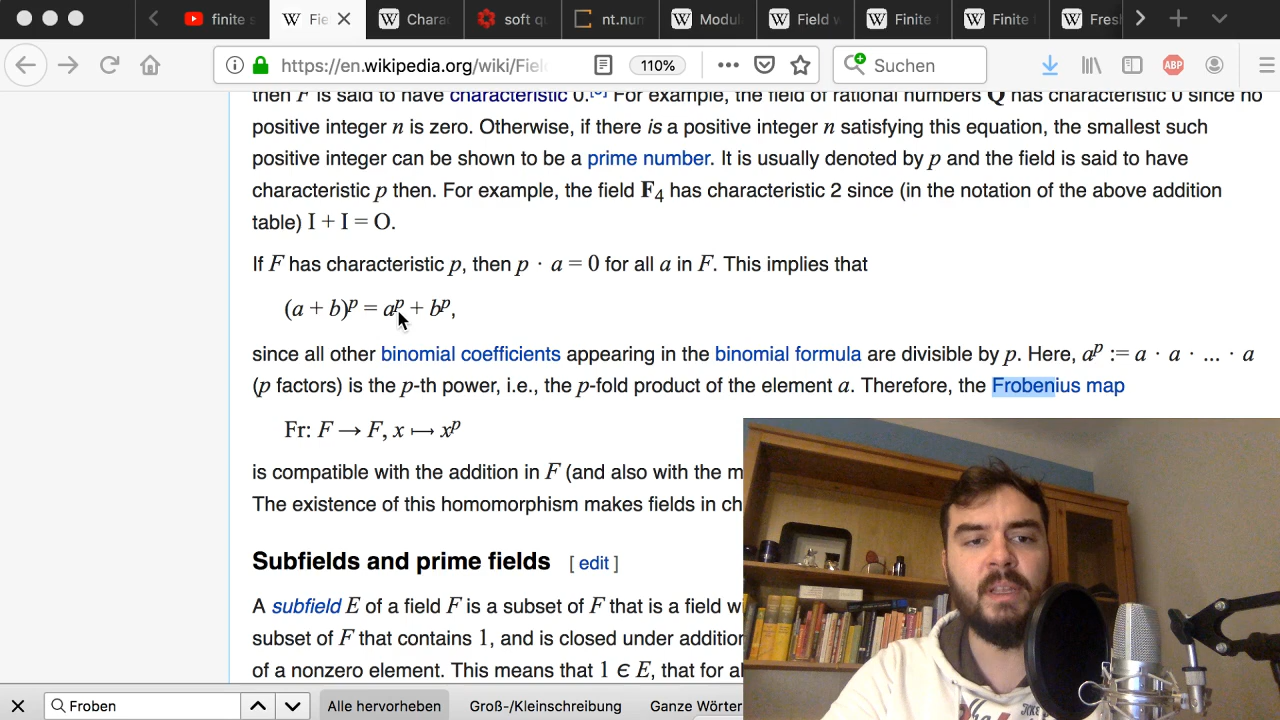 finite s
Fie
Chara
soft q
nt.num
Modul
Field w
Finite
Finite
Fres
https://en.wikipedia.org/wiki/Fiel
110%
Suchen
ABP
then F is said to have characteristic 0. For example, the field of rational numbers Q has characteristic 0 since no
positive integer n is zero. Otherwise, if there is a positive integer n satisfying this equation, the smallest such
positive integer can be shown to be a prime number. It is usually denoted by p and the field is said to have
characteristic p then. For example, the field F₄ has characteristic 2 since (in the notation of the above addition
table) I + I = O.
If F has characteristic p, then p · a = 0 for all a in F. This implies that
(a + b)ᵖ = aᵖ + bᵖ,
since all other binomial coefficients appearing in the binomial formula are divisible by p. Here, aᵖ := a · a · ... · a
(p factors) is the p-th power, i.e., the p-fold product of the element a. Therefore, the Frobenius map
Fr: F → F, x ⟼ xᵖ
is compatible with the addition in F (and also with the m
The existence of this homomorphism makes fields in ch
Subfields and prime fields [ edit ]
A subfield E of a field F is a subset of F that is a field w
subset of F that contains 1, and is closed under addition
of a nonzero element. This means that 1 ∊ E, that for al
Froben
Alle hervorheben
Groß-/Kleinschreibung
Ganze Wörter